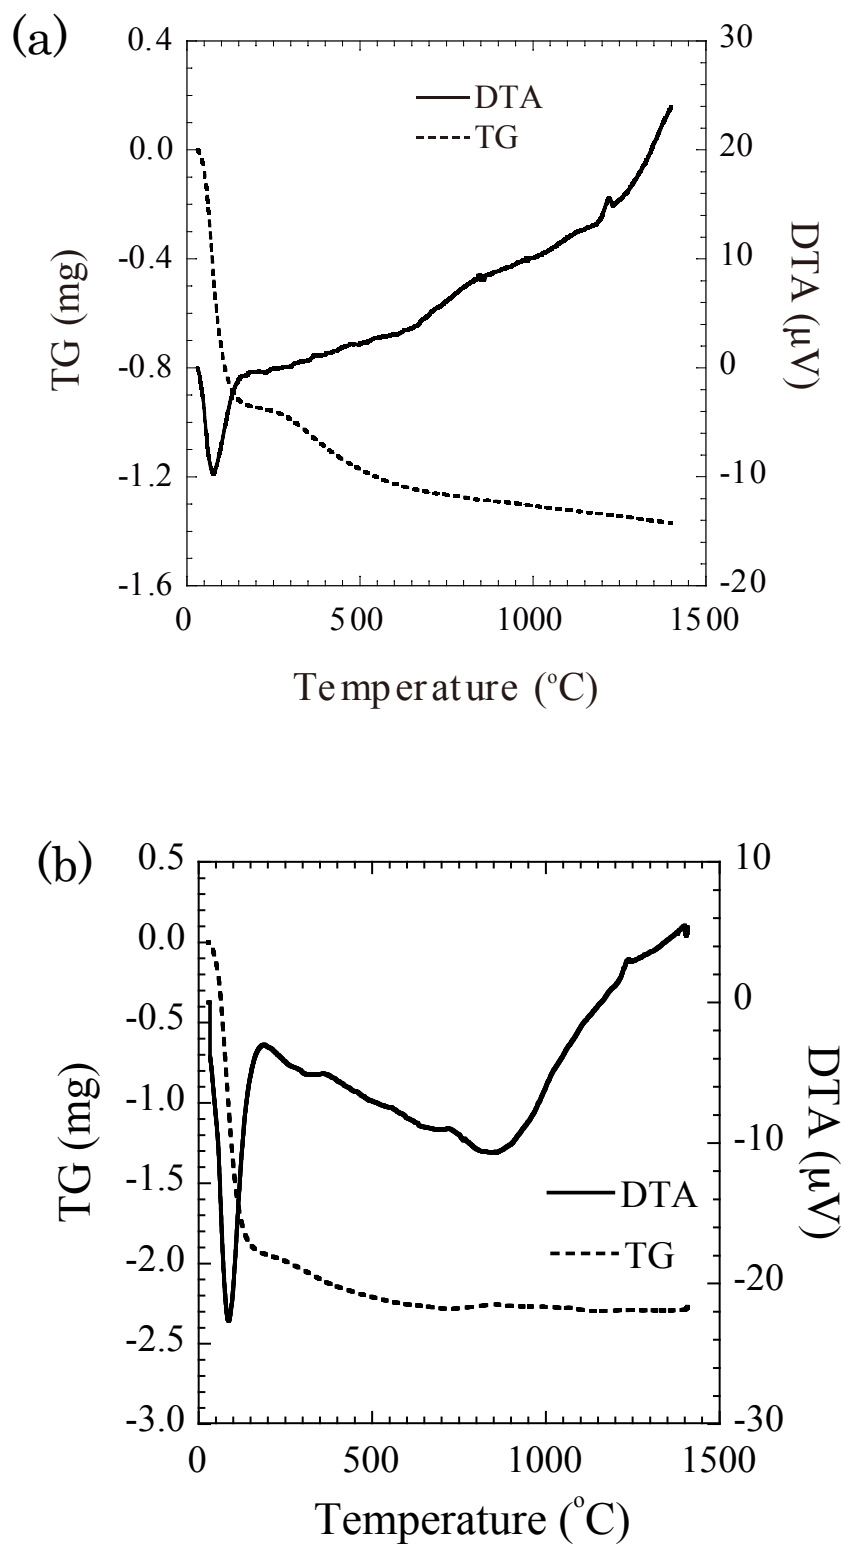 (a)
0.4
0.0
-0.4
-0.8
-1.2
-1.6
TG (mg)
30
20
10
0
-10
-20
DTA (μV)
DTA
TG
0 500 1000 1500
Temperature (°C)
(b)
0.5
0.0
-0.5
-1.0
-1.5
-2.0
-2.5
-3.0
TG (mg)
10
0
-10
-20
-30
DTA (μV)
DTA
TG
0 500 1000 1500
Temperature (°C)